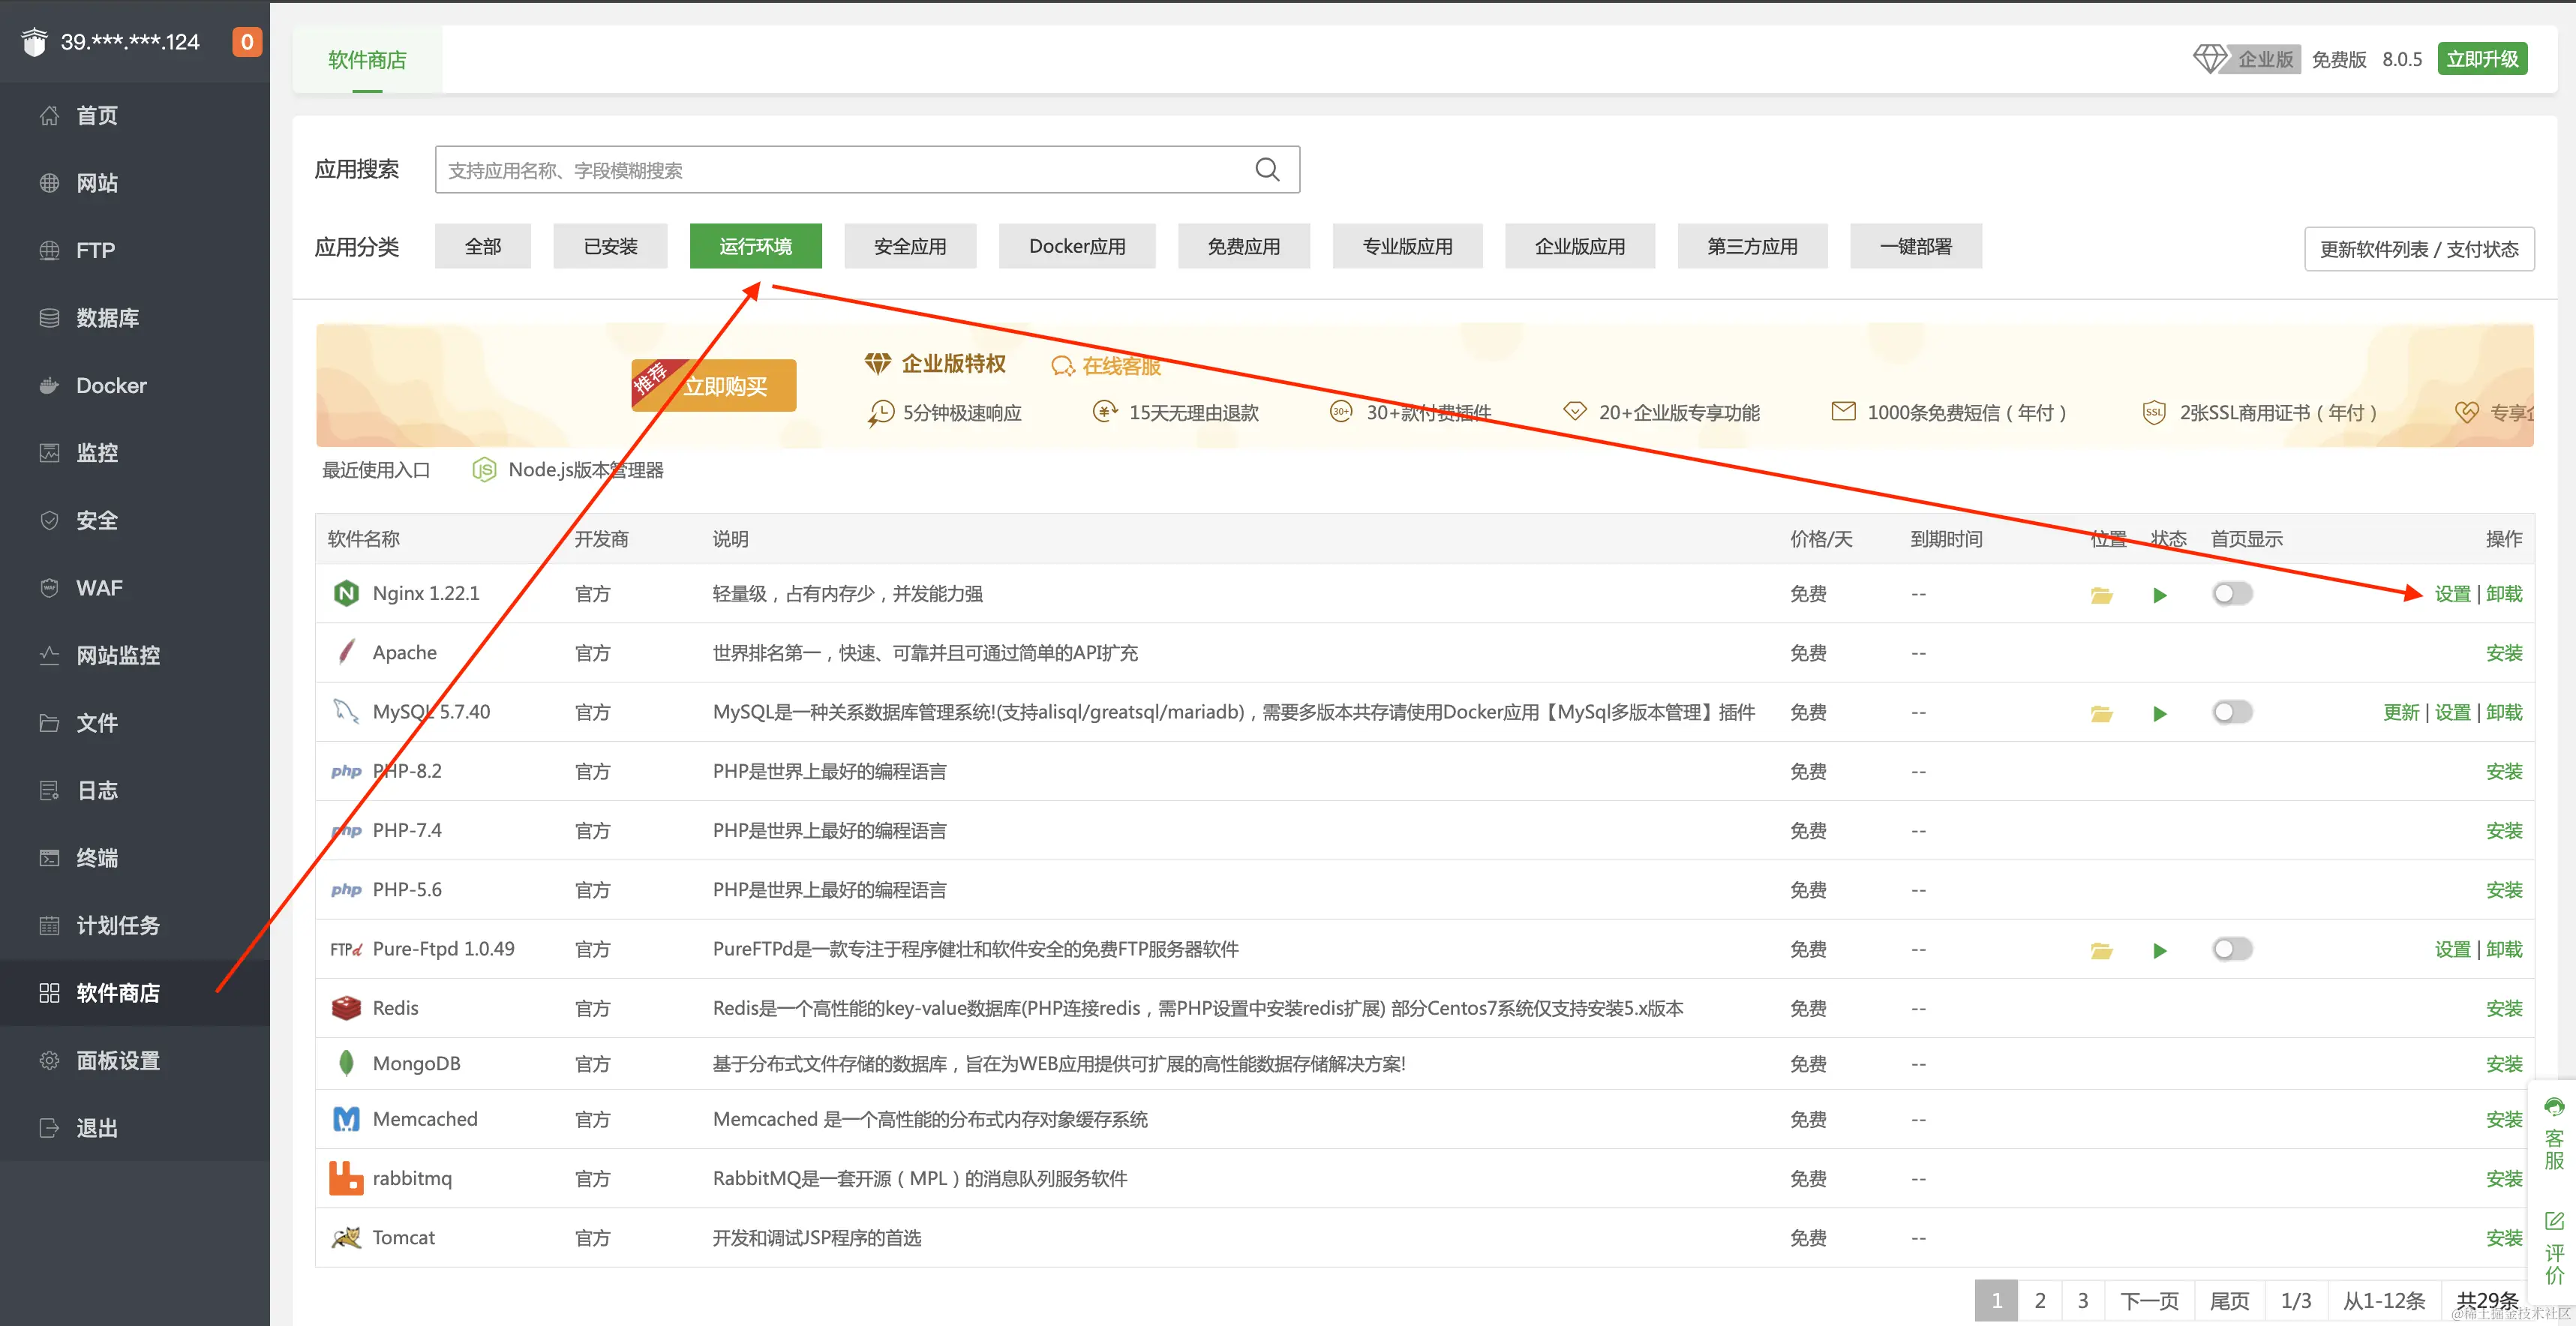 39.***.***.124 0
首页
网站
FTP
数据库
Docker
监控
安全
WAF
网站监控
文件
日志
终端
计划任务
软件商店
面板设置
退出
软件商店
企业版 免费版 8.0.5 立即升级
应用搜索 支持应用名称、字段模糊搜索
应用分类 全部 已安装 运行环境 安全应用 Docker应用 免费应用 专业版应用 企业版应用 第三方应用 一键部署 更新软件列表 / 支付状态
推荐 立即购买
企业版特权 在线客服
5分钟极速响应 15天无理由退款 30+ 30+款付费插件 20+企业版专享功能 1000条免费短信（年付） SSL 2张SSL商用证书（年付） 专享企
最近使用入口 JS Node.js版本管理器
软件名称 开发商 说明 价格/天 到期时间 位置 状态 首页显示 操作
N Nginx 1.22.1 官方 轻量级，占有内存少，并发能力强 免费 -- 设置 | 卸载
Apache 官方 世界排名第一，快速、可靠并且可通过简单的API扩充 免费 -- 安装
MySQL 5.7.40 官方 MySQL是一种关系数据库管理系统!(支持alisql/greatsql/mariadb)，需要多版本共存请使用Docker应用【MySql多版本管理】插件 免费 -- 更新 | 设置 | 卸载
php PHP-8.2 官方 PHP是世界上最好的编程语言 免费 -- 安装
php PHP-7.4 官方 PHP是世界上最好的编程语言 免费 -- 安装
php PHP-5.6 官方 PHP是世界上最好的编程语言 免费 -- 安装
FTPd Pure-Ftpd 1.0.49 官方 PureFTPd是一款专注于程序健壮和软件安全的免费FTP服务器软件 免费 -- 设置 | 卸载
Redis 官方 Redis是一个高性能的key-value数据库(PHP连接redis，需PHP设置中安装redis扩展) 部分Centos7系统仅支持安装5.x版本 免费 -- 安装
MongoDB 官方 基于分布式文件存储的数据库，旨在为WEB应用提供可扩展的高性能数据存储解决方案! 免费 -- 安装
Memcached 官方 Memcached 是一个高性能的分布式内存对象缓存系统 免费 -- 安装
rabbitmq 官方 RabbitMQ是一套开源（MPL）的消息队列服务软件 免费 -- 安装
Tomcat 官方 开发和调试JSP程序的首选 免费 -- 安装
客服
评价
1 2 3 下一页 尾页 1/3 从1-12条 共29条
@稀土掘金技术社区